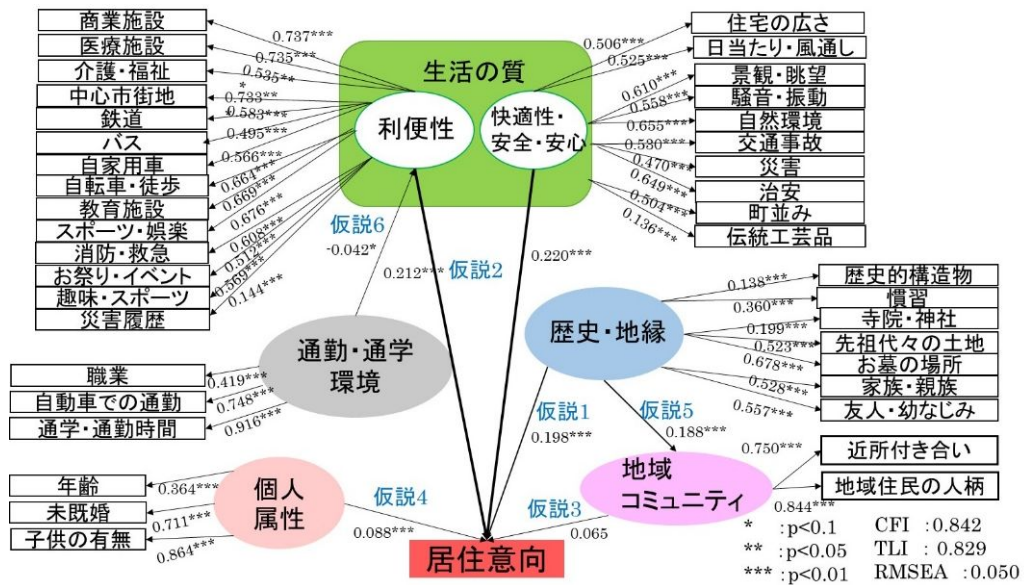 商業施設
医療施設
介護・福祉
中心市街地
鉄道
バス
自家用車
自転車・徒歩
教育施設
スポーツ・娯楽
消防・救急
お祭り・イベント
趣味・スポーツ
災害履歴
0.737***
0.735***
0.535**
*
0.733**
*
0.583***
0.495***
0.566***
0.664***
0.669***
0.676***
0.608***
0.512***
0.569***
0.144***
生活の質
利便性
快適性・
安全・安心
0.506***
0.525***
0.610***
0.558***
0.655***
0.530***
0.470***
0.649***
0.504***
0.136***
住宅の広さ
日当たり・風通し
景観・眺望
騒音・振動
自然環境
交通事故
災害
治安
町並み
伝統工芸品
仮説6
-0.042*
0.212***
仮説2
0.220***
通勤・通学
環境
職業
自動車での通勤
通学・通勤時間
0.419***
0.748***
0.916***
歴史・地縁
0.138***
0.360***
0.199***
0.523***
0.678***
0.528***
0.557***
歴史的構造物
慣習
寺院・神社
先祖代々の土地
お墓の場所
家族・親族
友人・幼なじみ
仮説1
0.198***
仮説5
0.188***
地域
コミュニティ
0.750***
0.844***
近所付き合い
地域住民の人柄
年齢
未既婚
子供の有無
0.364***
0.711***
0.864***
個人
属性
仮説4
0.088***
仮説3
0.065
居住意向
* :p<0.1 CFI :0.842
** :p<0.05 TLI :0.829
*** :p<0.01 RMSEA :0.050